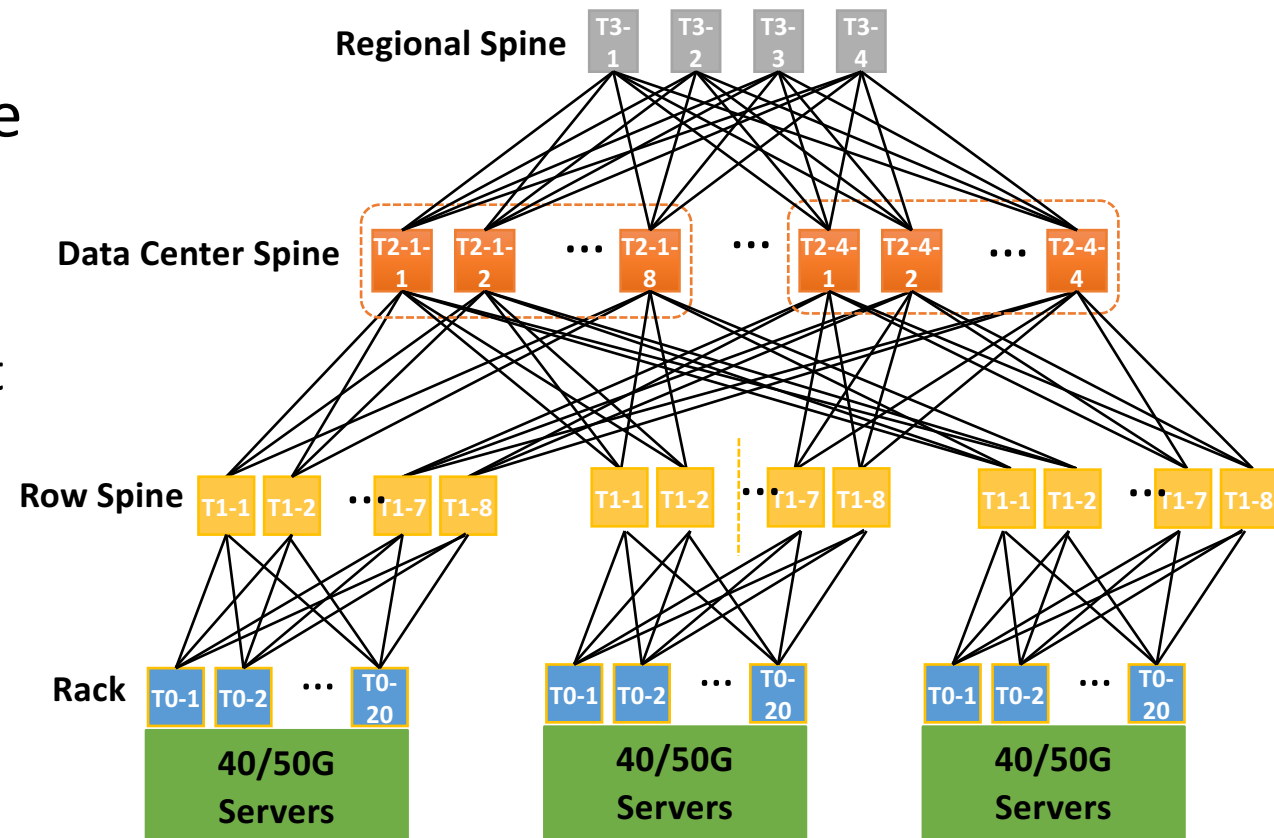 Regional Spine
T3-
1
T3-
2
T3-
3
T3-
4
e
Data Center Spine
T2-1-
1
T2-1-
2
...
T2-1-
8
...
T2-4-
1
T2-4-
2
...
T2-4-
4
t
Row Spine
T1-1
T1-2
...
T1-7
T1-8
T1-1
T1-2
...
T1-7
T1-8
T1-1
T1-2
...
T1-7
T1-8
Rack
T0-1
T0-2
...
T0-
20
T0-1
T0-2
...
T0-
20
T0-1
T0-2
...
T0-
20
40/50G
Servers
40/50G
Servers
40/50G
Servers